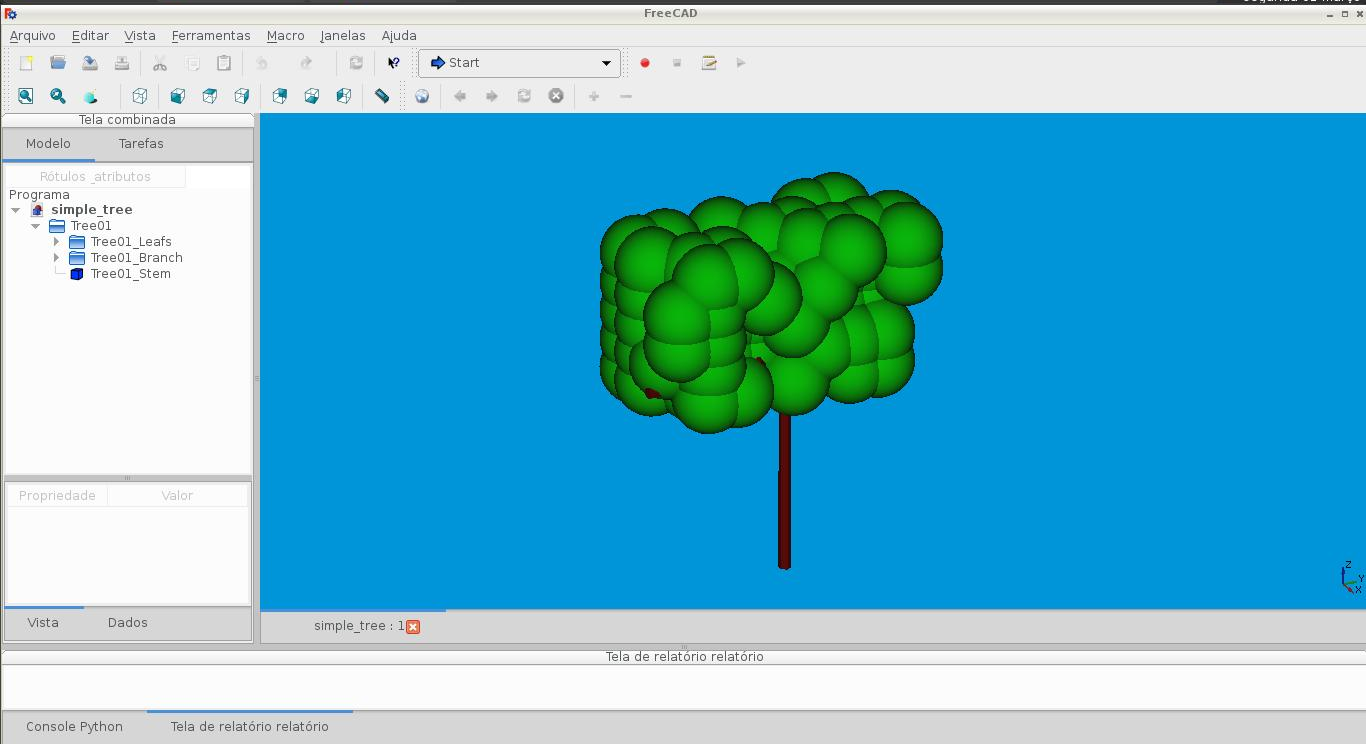 FreeCAD
Arquivo Editar Vista Ferramentas Macro Janelas Ajuda
Start
Tela combinada
Modelo Tarefas
Rótulos _atributos
Programa
simple_tree
Tree01
Tree01_Leafs
Tree01_Branch
Tree01_Stem
Propriedade Valor
Vista Dados
Z
Y
X
simple_tree : 1
Tela de relatório relatório
Console Python Tela de relatório relatório